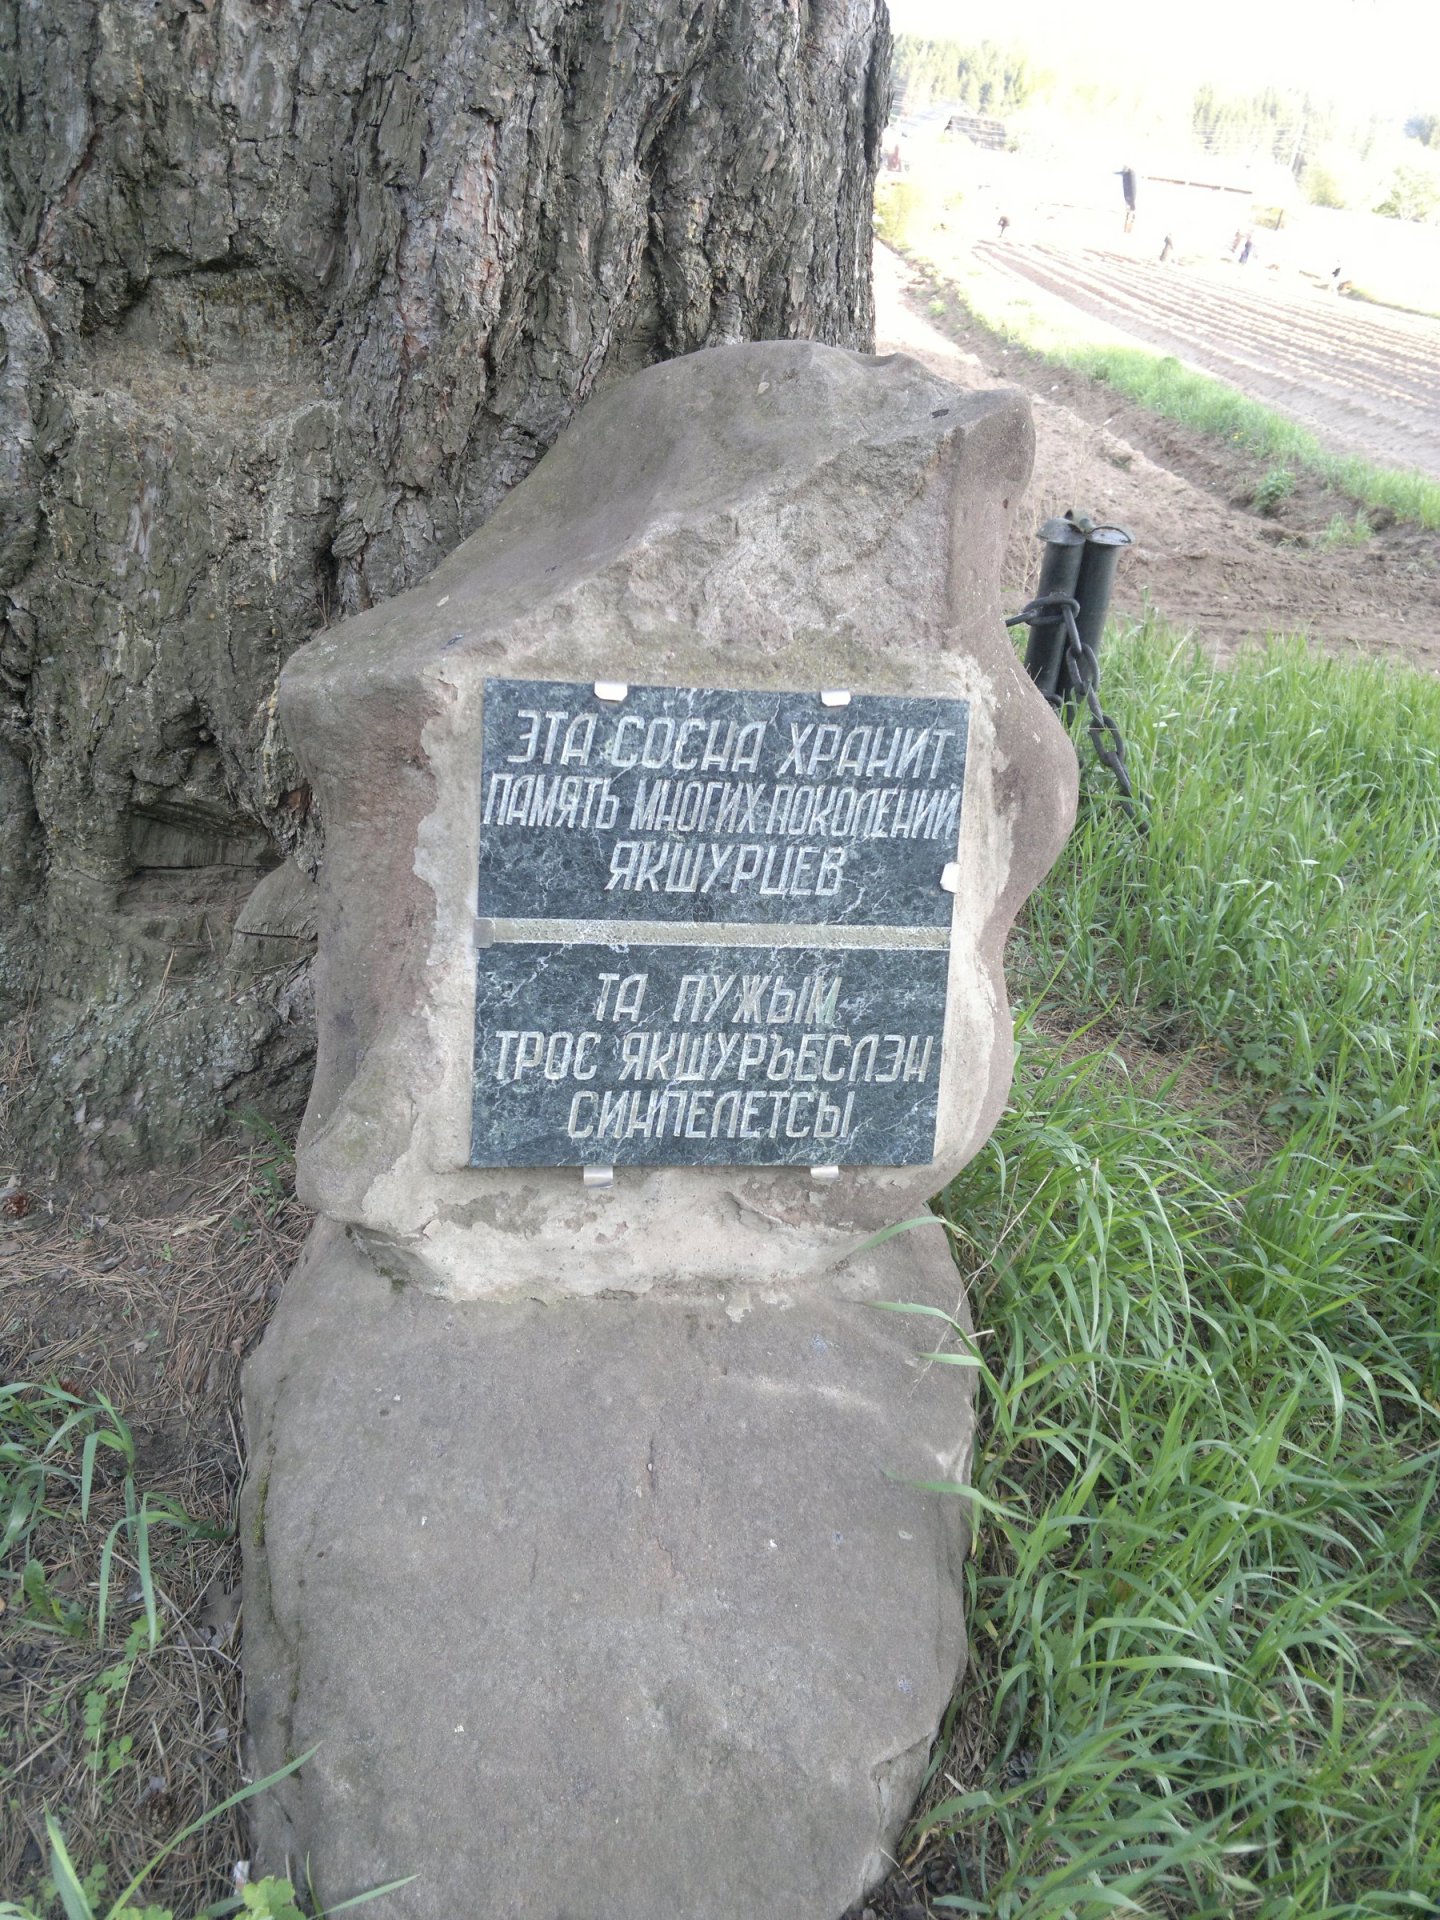 ЭТА СОСНА ХРАНИТ
ПАМЯТЬ МНОГИХ ПОКОЛЕНИЙ
ЯКШУРЦЕВ
ТА ПУЖЫМ
ТРОС ЯКШУРЪЕСЛЭН
СИНПЕЛЕТСЫ